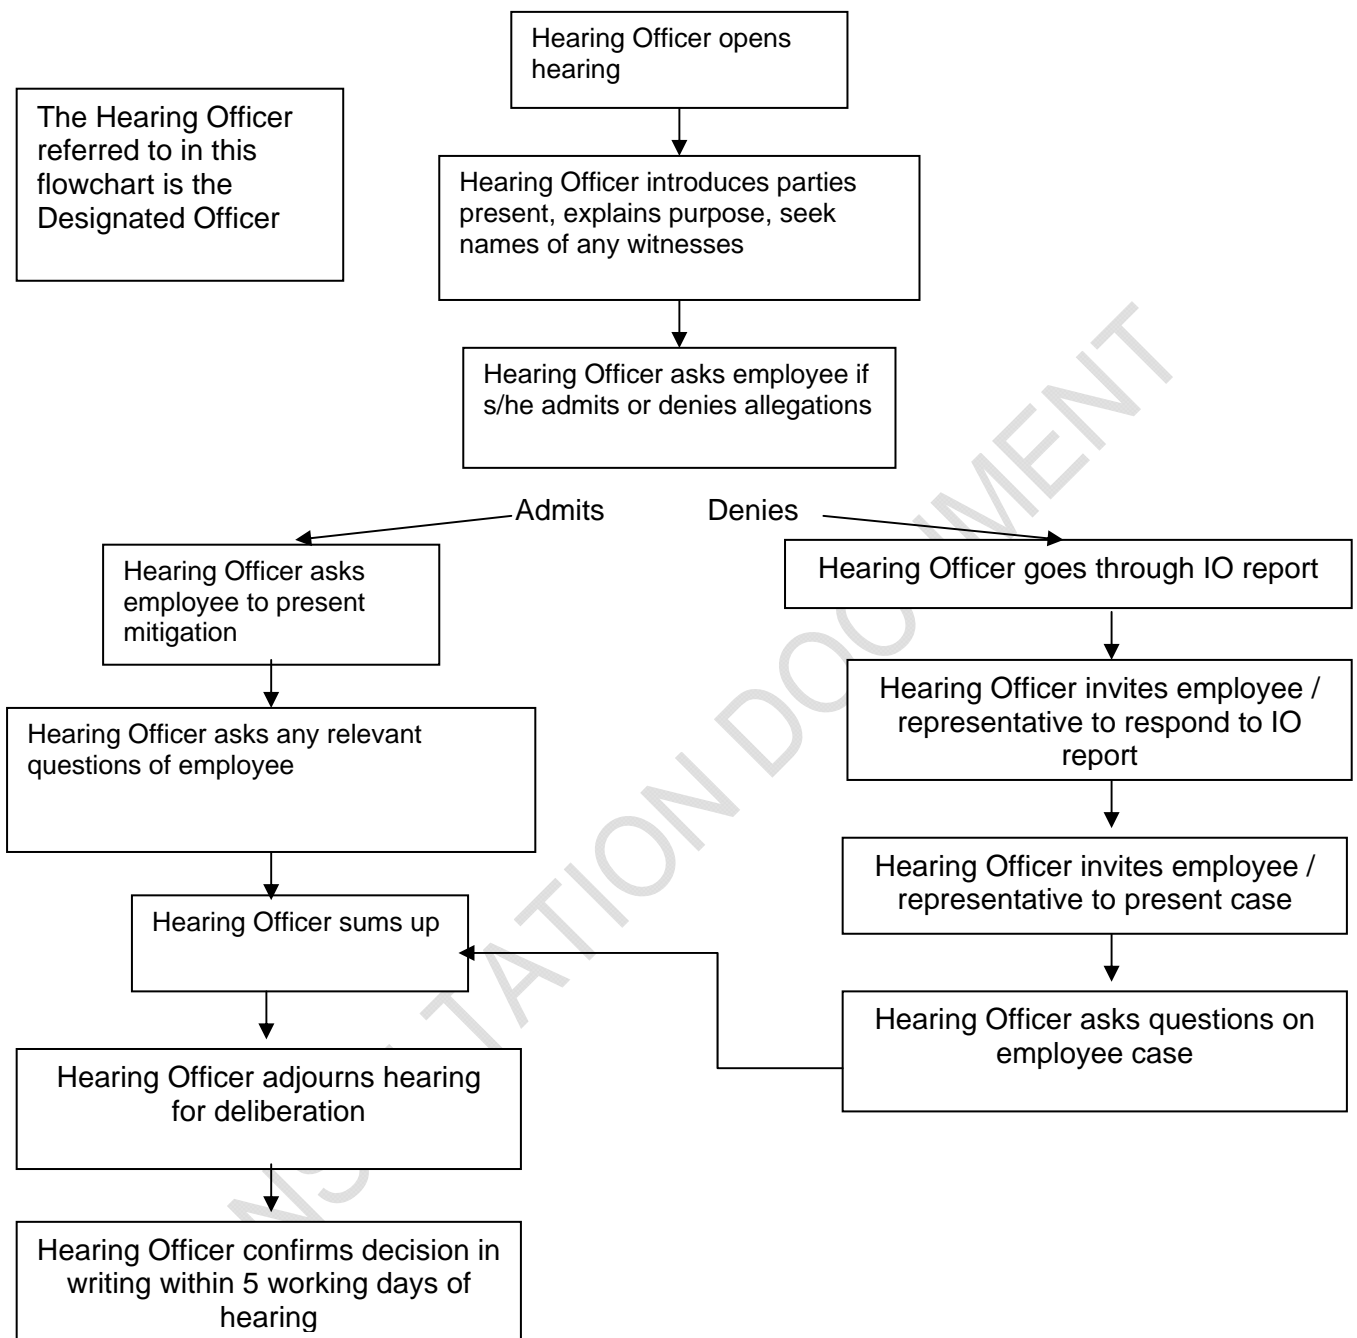 Hearing Officer opens
hearing
The Hearing Officer
referred to in this
flowchart is the
Designated Officer
Hearing Officer introduces parties
present, explains purpose, seek
names of any witnesses
Hearing Officer asks employee if
s/he admits or denies allegations
Admits
Denies
Hearing Officer asks
employee to present
mitigation
Hearing Officer asks any relevant
questions of employee
Hearing Officer sums up
Hearing Officer adjourns hearing
for deliberation
Hearing Officer confirms decision in
writing within 5 working days of
hearing
Hearing Officer goes through IO report
Hearing Officer invites employee /
representative to respond to IO
report
Hearing Officer invites employee /
representative to present case
Hearing Officer asks questions on
employee case
TATION DOCUMENT